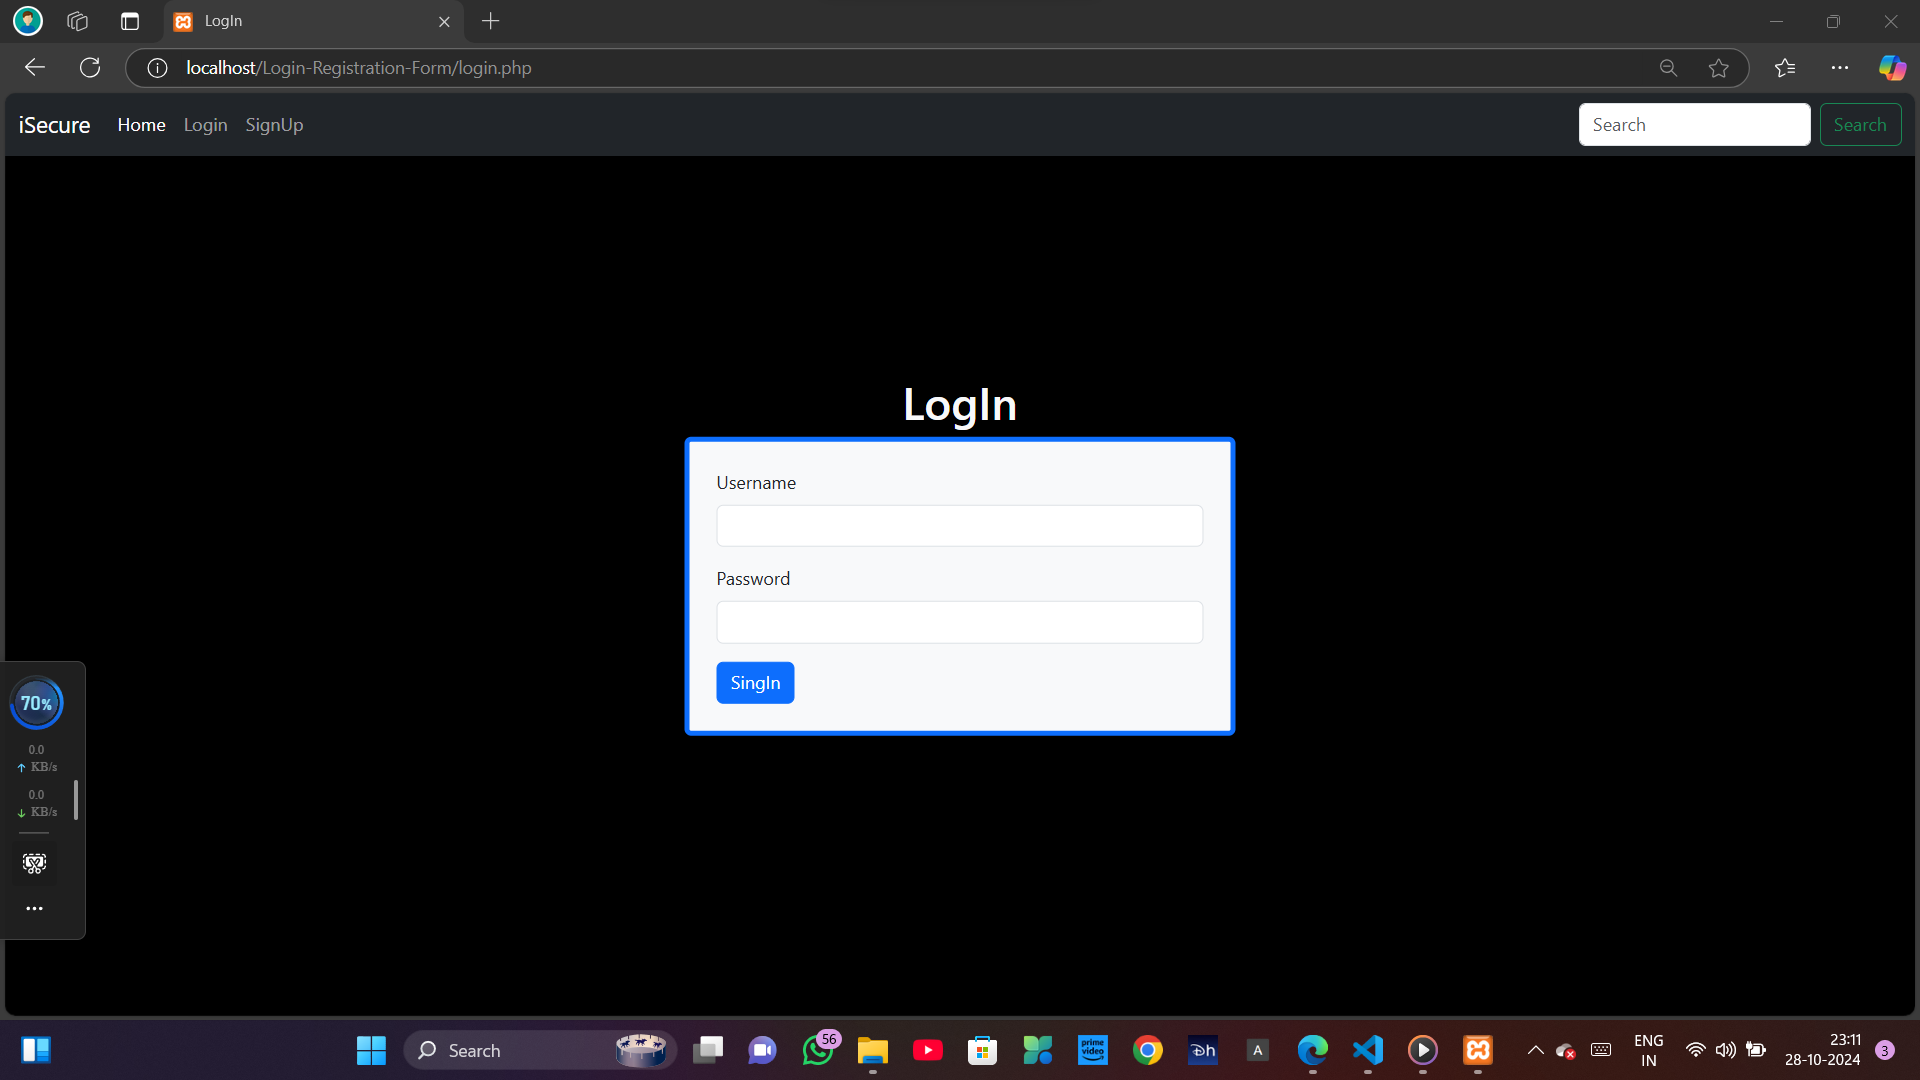 LogIn
localhost/Login-Registration-Form/login.php
iSecure Home Login SignUp Search Search
LogIn
Username
Password
SingIn
70%
0.0
KB/s
0.0
KB/s
Search
56
prime video
Dh
A
ENG
IN
23:11
28-10-2024
3